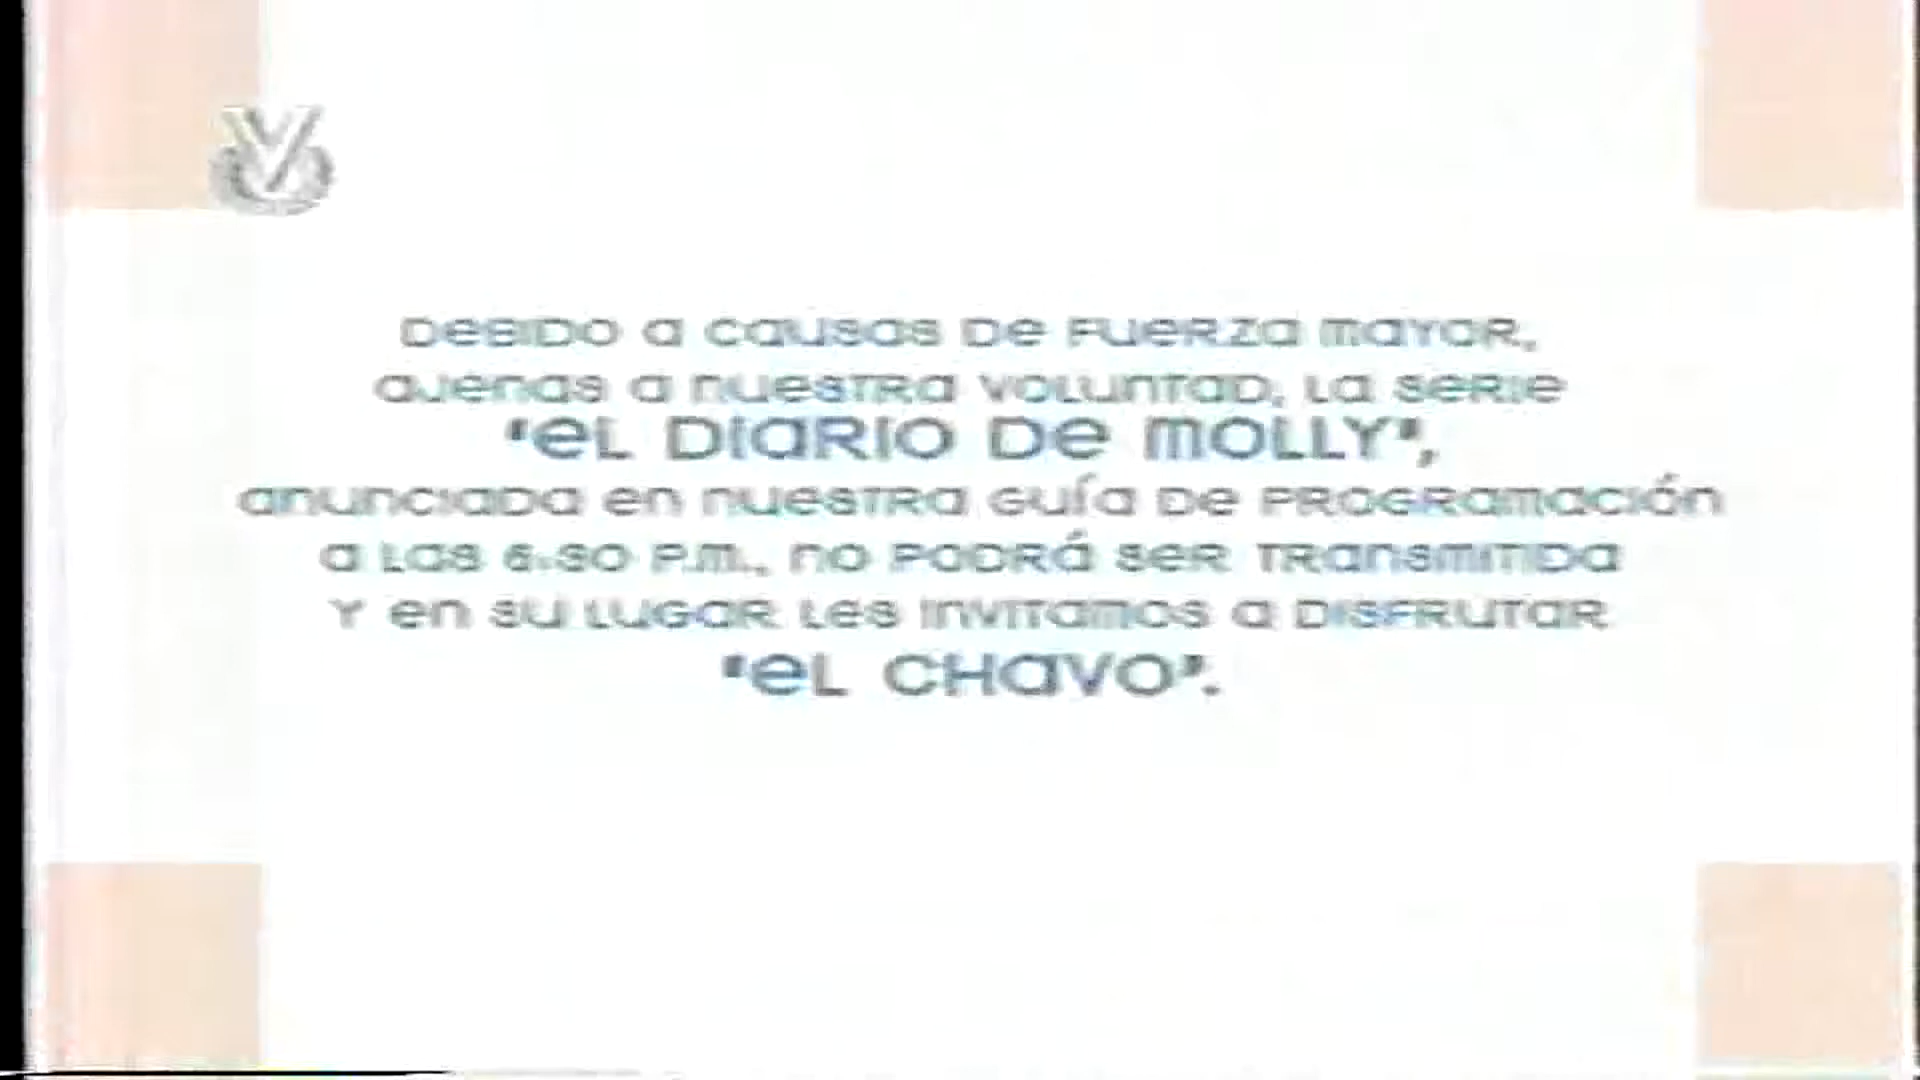 DEBIDO A CAUSAS DE FUERZA MAYOR,
AJENAS A NUESTRA VOLUNTAD, LA SERIE
"EL DIARIO DE MOLLY",
ANUNCIADA EN NUESTRA GUÍA DE PROGRAMACIÓN
A LAS 6:30 P.M., NO PODRÁ SER TRANSMITIDA
Y EN SU LUGAR LES INVITAMOS A DISFRUTAR
"EL CHAVO".